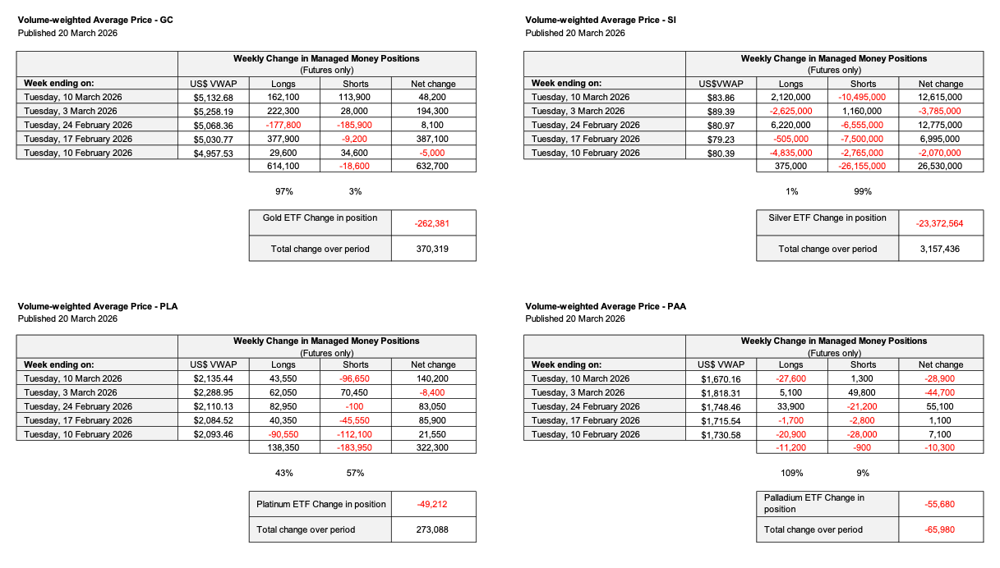 Volume-weighted Average Price - GC
Published 20 March 2026
Weekly Change in Managed Money Positions
(Futures only)
Week ending on: US$ VWAP Longs Shorts Net change
Tuesday, 10 March 2026 $5,132.68 162,100 113,900 48,200
Tuesday, 3 March 2026 $5,258.19 222,300 28,000 194,300
Tuesday, 24 February 2026 $5,068.36 -177,800 -185,900 8,100
Tuesday, 17 February 2026 $5,030.77 377,900 -9,200 387,100
Tuesday, 10 February 2026 $4,957.53 29,600 34,600 -5,000
614,100 -18,600 632,700
97% 3%
Gold ETF Change in position -262,381
Total change over period 370,319
Volume-weighted Average Price - SI
Published 20 March 2026
Weekly Change in Managed Money Positions
(Futures only)
Week ending on: US$VWAP Longs Shorts Net change
Tuesday, 10 March 2026 $83.86 2,120,000 -10,495,000 12,615,000
Tuesday, 3 March 2026 $89.39 -2,625,000 1,160,000 -3,785,000
Tuesday, 24 February 2026 $80.97 6,220,000 -6,555,000 12,775,000
Tuesday, 17 February 2026 $79.23 -505,000 -7,500,000 6,995,000
Tuesday, 10 February 2026 $80.39 -4,835,000 -2,765,000 -2,070,000
375,000 -26,155,000 26,530,000
1% 99%
Silver ETF Change in position -23,372,564
Total change over period 3,157,436
Volume-weighted Average Price - PLA
Published 20 March 2026
Weekly Change in Managed Money Positions
(Futures only)
Week ending on: US$ VWAP Longs Shorts Net change
Tuesday, 10 March 2026 $2,135.44 43,550 -96,650 140,200
Tuesday, 3 March 2026 $2,288.95 62,050 70,450 -8,400
Tuesday, 24 February 2026 $2,110.13 82,950 -100 83,050
Tuesday, 17 February 2026 $2,084.52 40,350 -45,550 85,900
Tuesday, 10 February 2026 $2,093.46 -90,550 -112,100 21,550
138,350 -183,950 322,300
43% 57%
Platinum ETF Change in position -49,212
Total change over period 273,088
Volume-weighted Average Price - PAA
Published 20 March 2026
Weekly Change in Managed Money Positions
(Futures only)
Week ending on: US$ VWAP Longs Shorts Net change
Tuesday, 10 March 2026 $1,670.16 -27,600 1,300 -28,900
Tuesday, 3 March 2026 $1,818.31 5,100 49,800 -44,700
Tuesday, 24 February 2026 $1,748.46 33,900 -21,200 55,100
Tuesday, 17 February 2026 $1,715.54 -1,700 -2,800 1,100
Tuesday, 10 February 2026 $1,730.58 -20,900 -28,000 7,100
-11,200 -900 -10,300
109% 9%
Palladium ETF Change in
position -55,680
Total change over period -65,980